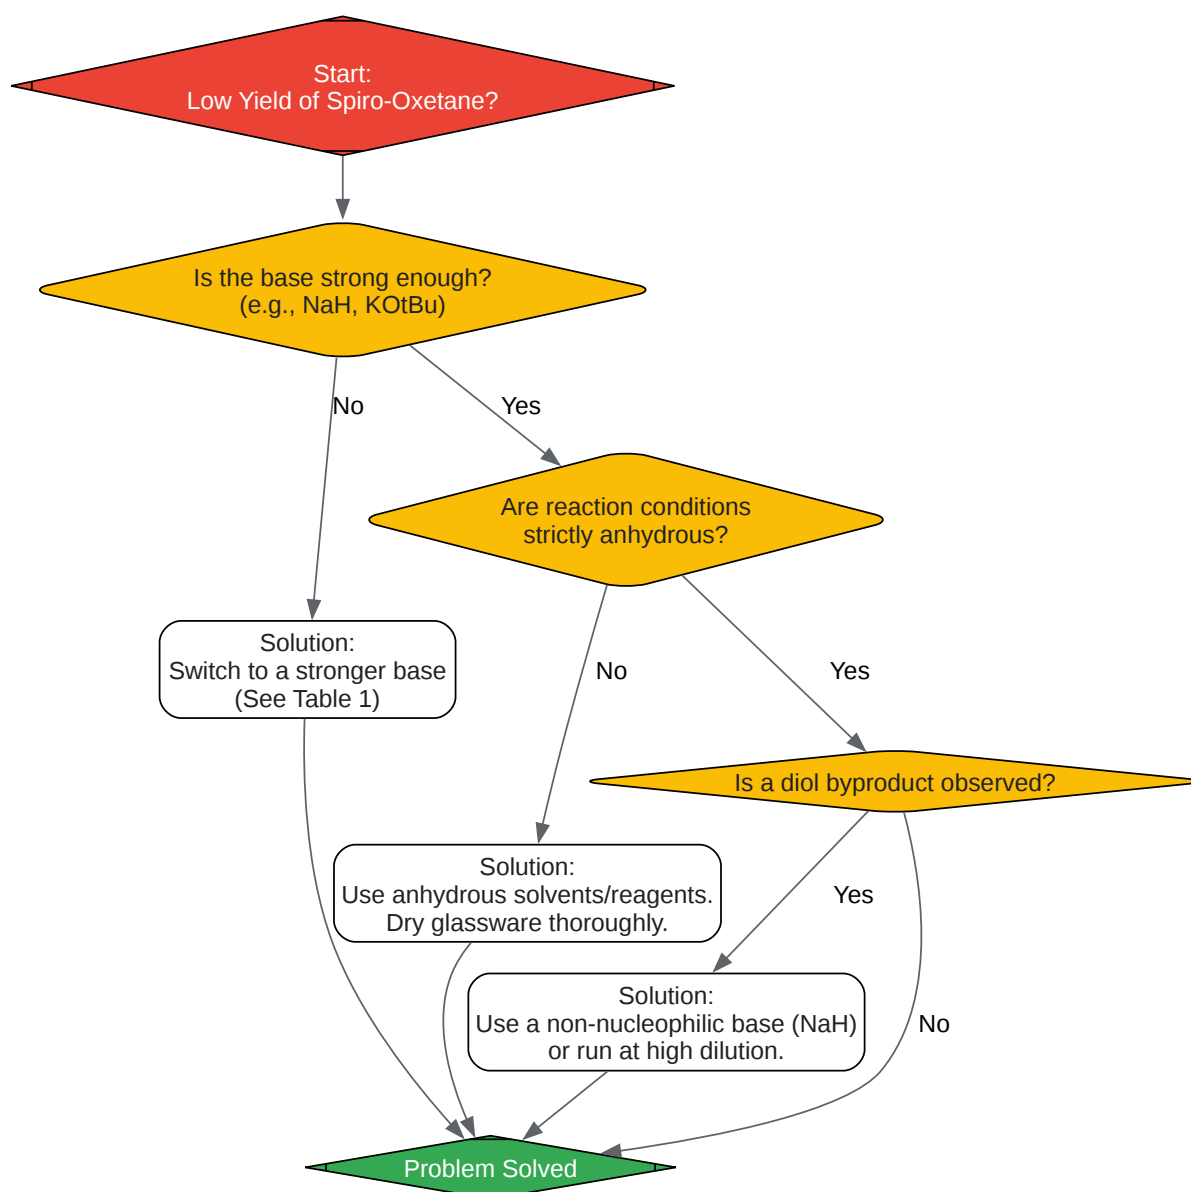 Start:
Low Yield of Spiro-Oxetane?
Is the base strong enough?
(e.g., NaH, KOtBu)
No
Yes
Are reaction conditions
strictly anhydrous?
Solution:
Switch to a stronger base
(See Table 1)
No
Yes
Is a diol byproduct observed?
Solution:
Use anhydrous solvents/reagents.
Dry glassware thoroughly.
Yes
Solution:
Use a non-nucleophilic base (NaH)
or run at high dilution.
No
Problem Solved